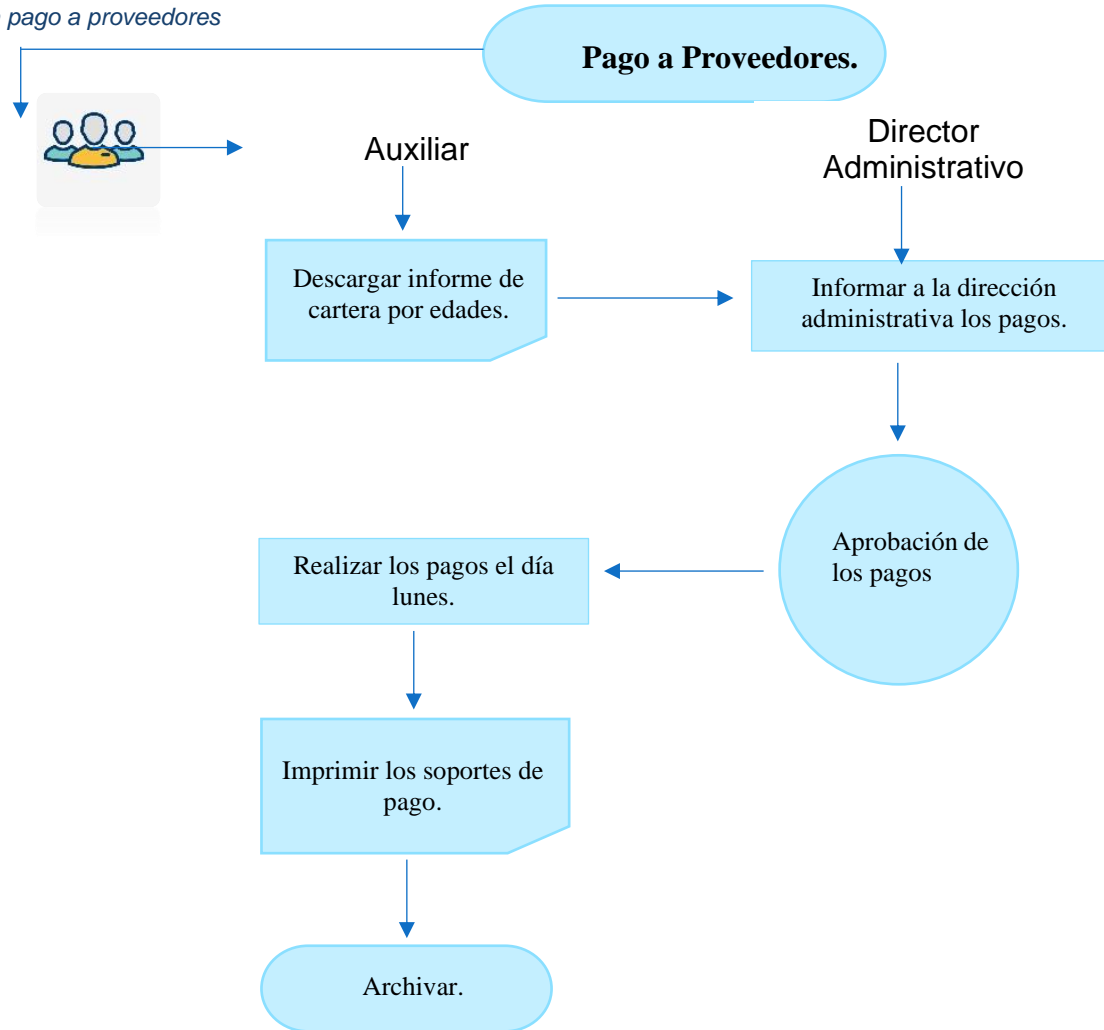 pago a proveedores
Pago a Proveedores.
Auxiliar
Director
Administrativo
Descargar informe de
cartera por edades.
Informar a la dirección
administrativa los pagos.
Aprobación de
los pagos
Realizar los pagos el día
lunes.
Imprimir los soportes de
pago.
Archivar.